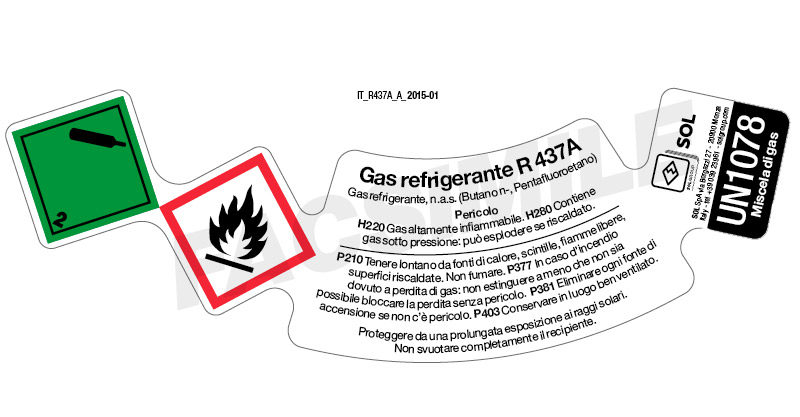 IT_R437A_A_2015-01
FACSIMILE
2
Gas refrigerante R 437A
Gas refrigerante, n.a.s. (Butano n-, Pentafluoroetano)
Pericolo
H220 Gas altamente infiammabile. H280 Contiene
gas sotto pressione: può esplodere se riscaldato.
P210 Tenere lontano da fonti di calore, scintille, fiamme libere,
superfici riscaldate. Non fumare. P377 In caso d'incendio
dovuto a perdita di gas: non estinguere a meno che non sia
possibile bloccare la perdita senza pericolo. P381 Eliminare ogni fonte di
accensione se non c'è pericolo. P403 Conservare in luogo ben ventilato.
Proteggere da una prolungata esposizione ai raggi solari.
Non svuotare completamente il recipiente.
SOL
SOL SpA Via Borgazzi 27 - 20900 Monza
Italy - tel +39 039 23961 - solgroup.com
UN1078
Miscela di gas